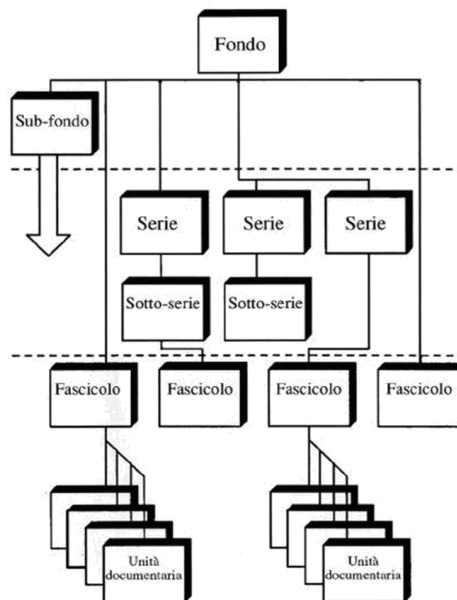 Fondo
Sub-fondo
Serie
Serie
Serie
Sotto-serie
Sotto-serie
Fascicolo
Fascicolo
Fascicolo
Fascicolo
Unità
documentaria
Unità
documentaria